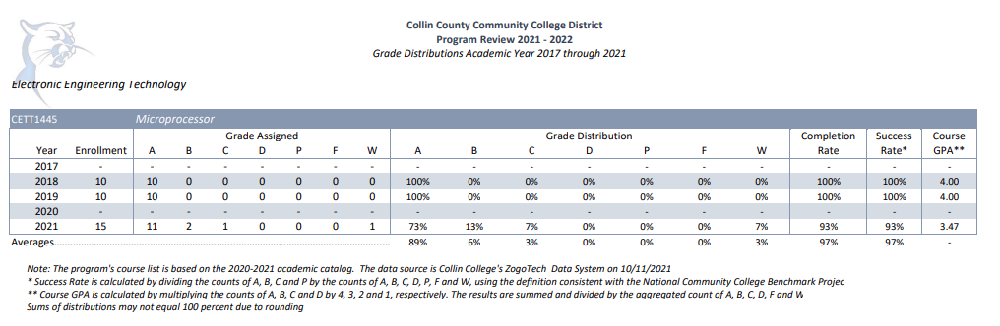 Collin County Community College District
Program Review 2021 - 2022
Grade Distributions Academic Year 2017 through 2021
Electronic Engineering Technology
CETT1445 Microprocessor
Grade Assigned Grade Distribution Completion Success Course
Year Enrollment A B C D P F W A B C D P F W Rate Rate* GPA**
2017 - - - - - - - - - - - - - - - - - -
2018 10 10 0 0 0 0 0 0 100% 0% 0% 0% 0% 0% 0% 100% 100% 4.00
2019 10 10 0 0 0 0 0 0 100% 0% 0% 0% 0% 0% 0% 100% 100% 4.00
2020 - - - - - - - - - - - - - - - - - -
2021 15 11 2 1 0 0 0 1 73% 13% 7% 0% 0% 0% 7% 93% 93% 3.47
Averages........................................................................ 89% 6% 3% 0% 0% 0% 3% 97% 97% -
Note: The program's course list is based on the 2020-2021 academic catalog. The data source is Collin College's ZogoTech Data System on 10/11/2021
* Success Rate is calculated by dividing the counts of A, B, C and P by the counts of A, B, C, D, P, F and W, using the definition consistent with the National Community College Benchmark Projec
** Course GPA is calculated by multiplying the counts of A, B, C and D by 4, 3, 2 and 1, respectively. The results are summed and divided by the aggregated count of A, B, C, D, F and W
Sums of distributions may not equal 100 percent due to rounding